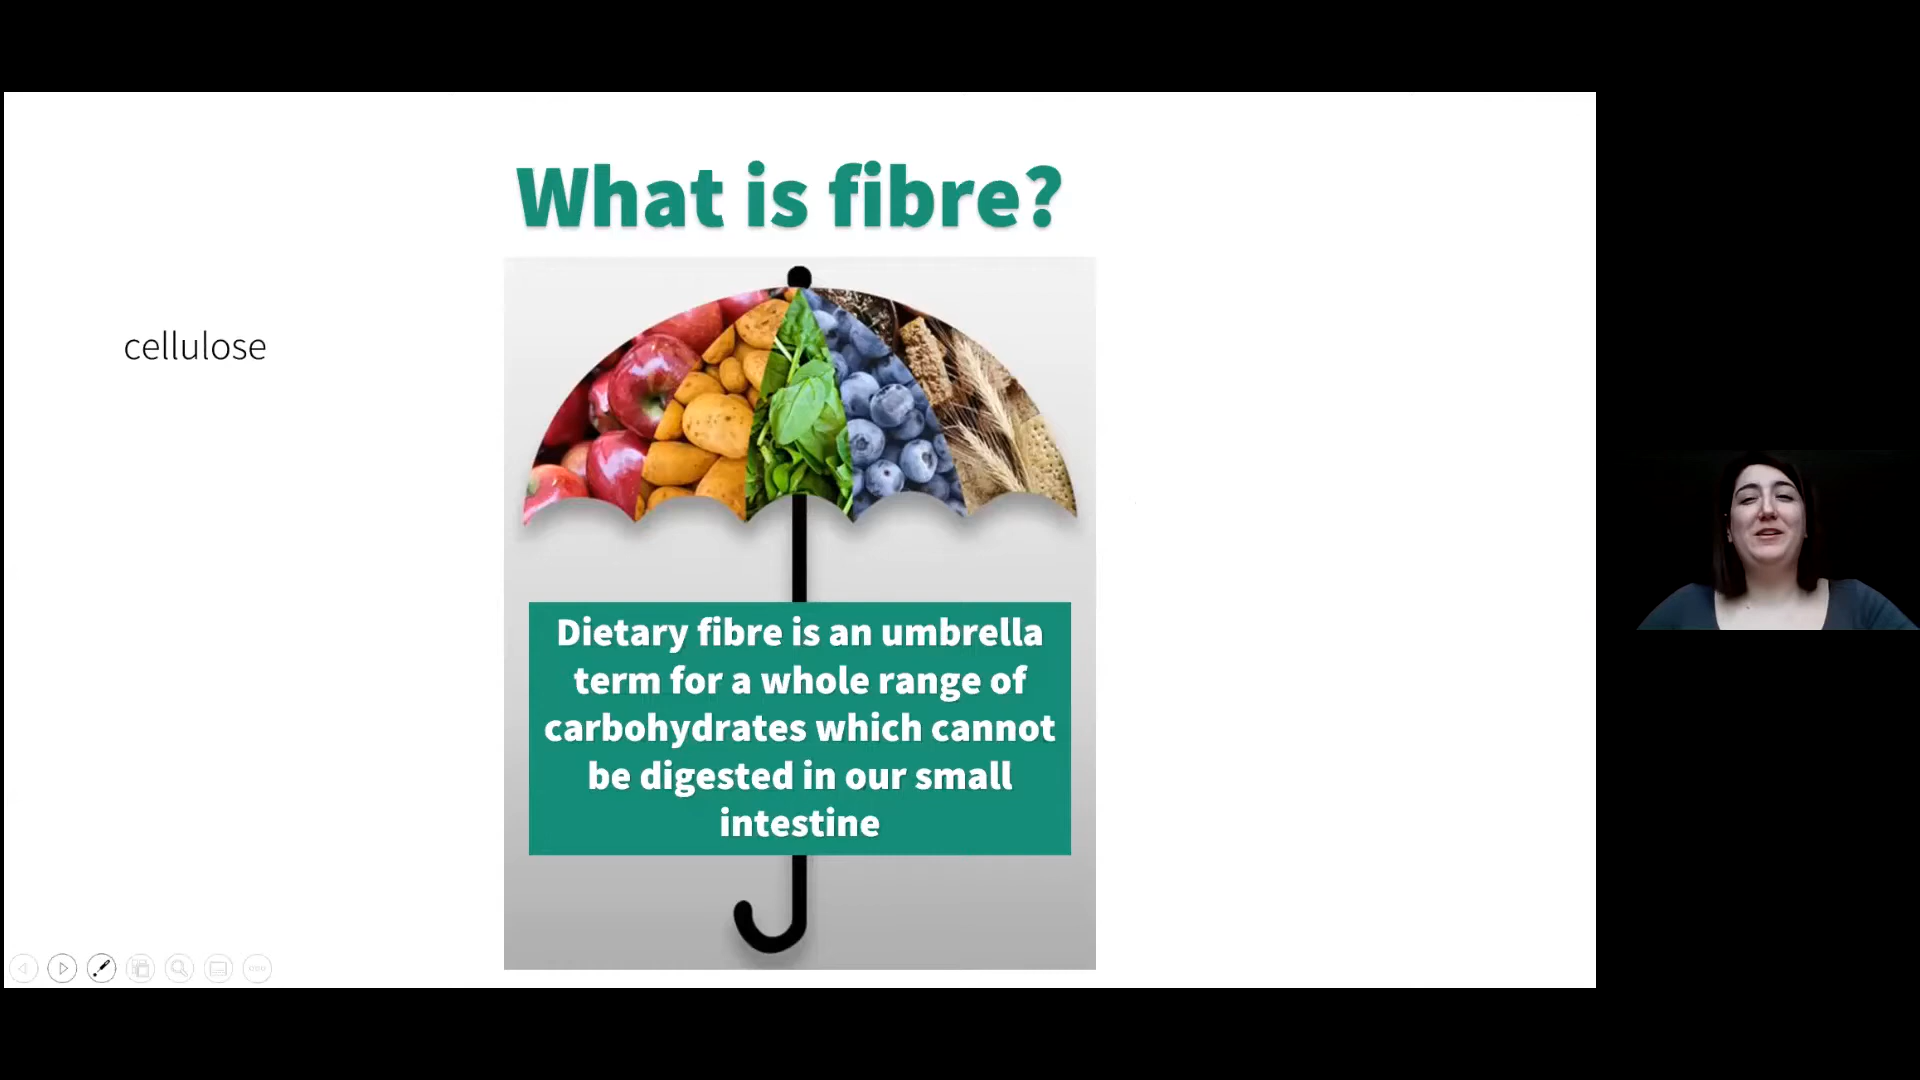 What is fibre?
cellulose
Dietary fibre is an umbrella
term for a whole range of
carbohydrates which cannot
be digested in our small
intestine